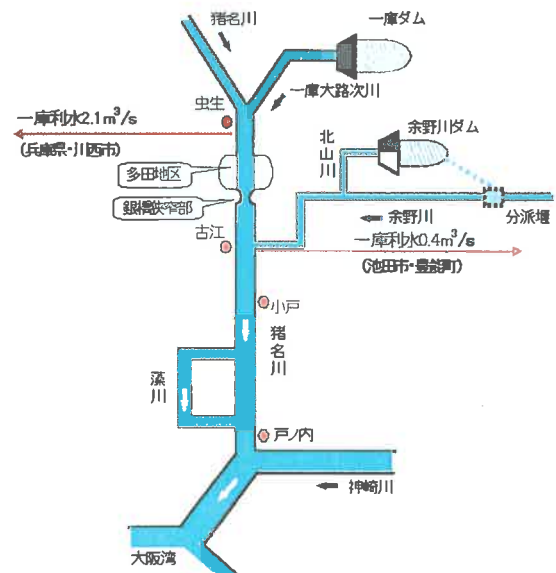 猪名川
一庫ダム
一庫大路次川
虫生
一庫利水2.1m³/s
(兵庫県・川西市)
北山川
余野川ダム
多田地区
銀橋狭窄部
余野川
分派堰
古江
一庫利水0.4m³/s
(池田市・豊能町)
小戸
猪名川
藻川
戸ノ内
神崎川
大阪湾